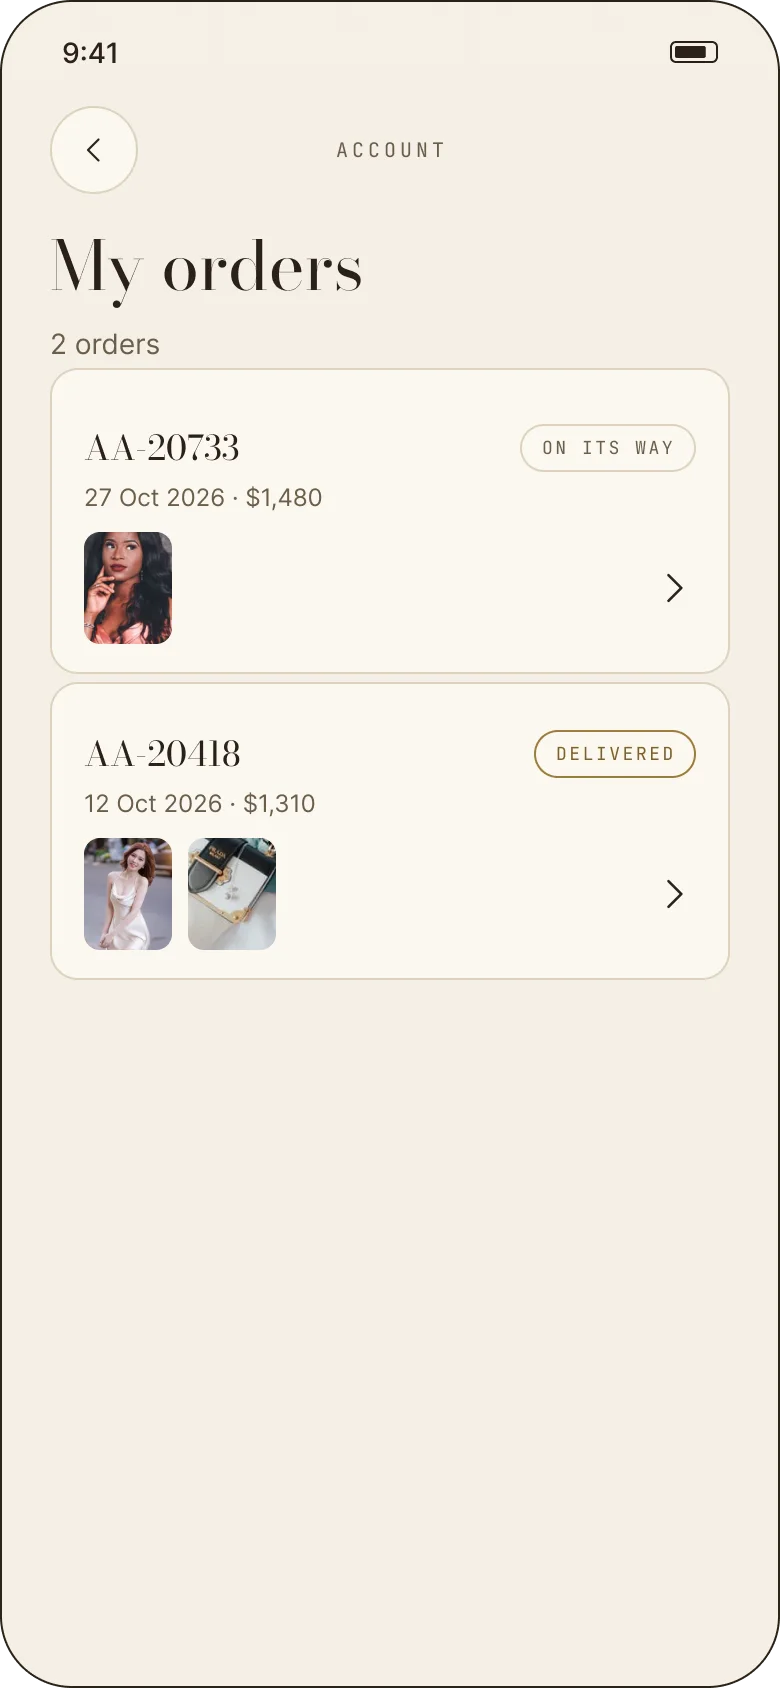 9:41
ACCOUNT
My orders
2 orders
AA-20733
ON ITS WAY
27 Oct 2026 · $1,480
AA-20418
DELIVERED
12 Oct 2026 · $1,310